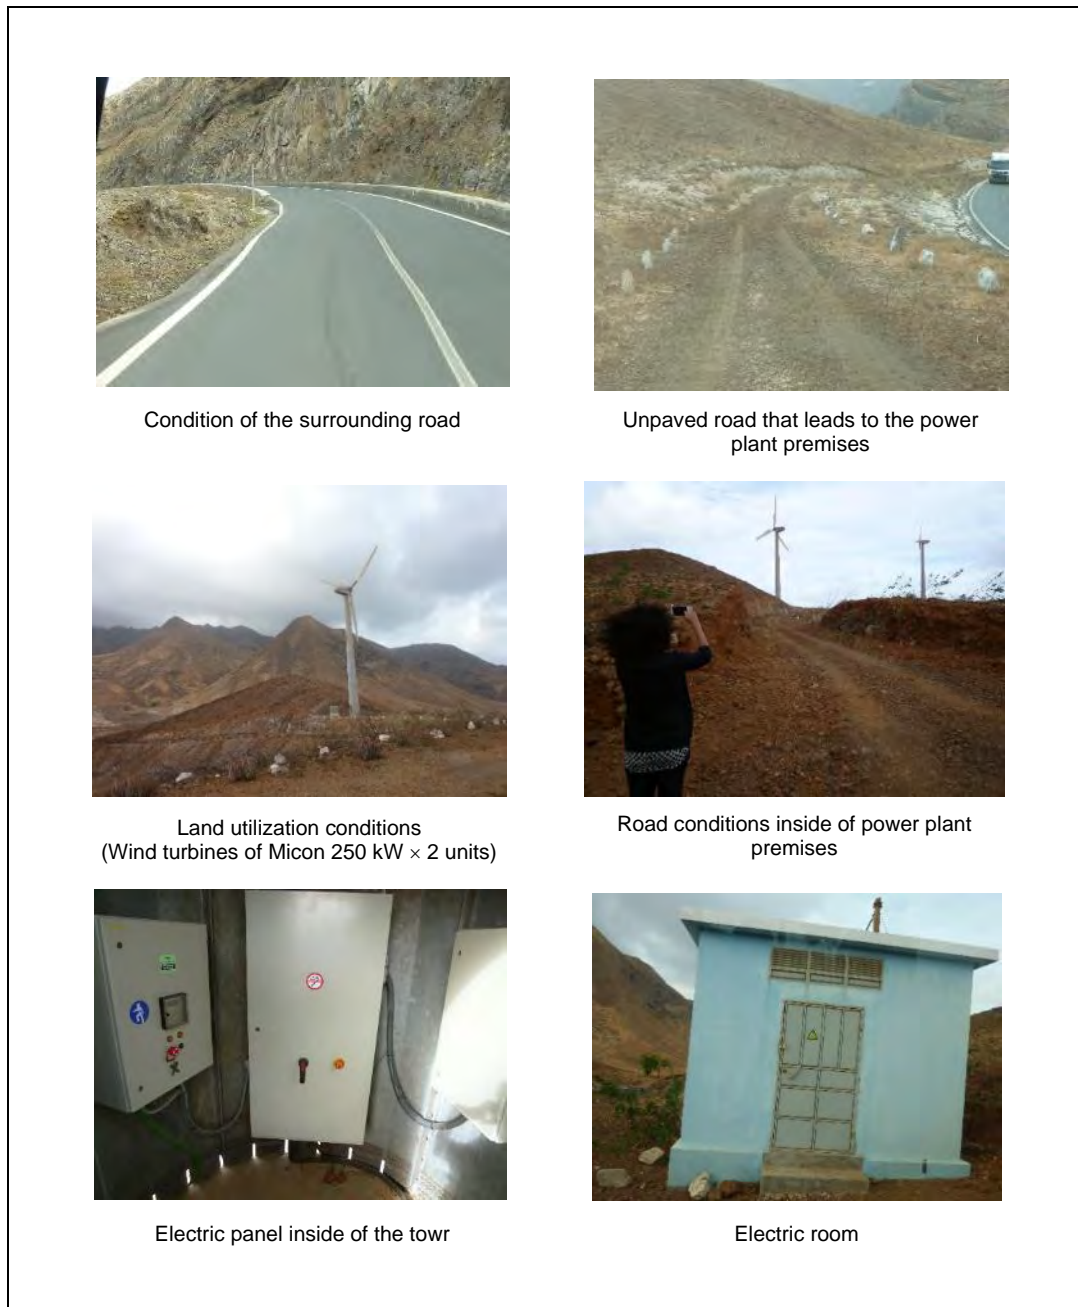 Condition of the surrounding road
Unpaved road that leads to the power
plant premises
Land utilization conditions
(Wind turbines of Micon 250 kW × 2 units)
Road conditions inside of power plant
premises
Electric panel inside of the towr
Electric room